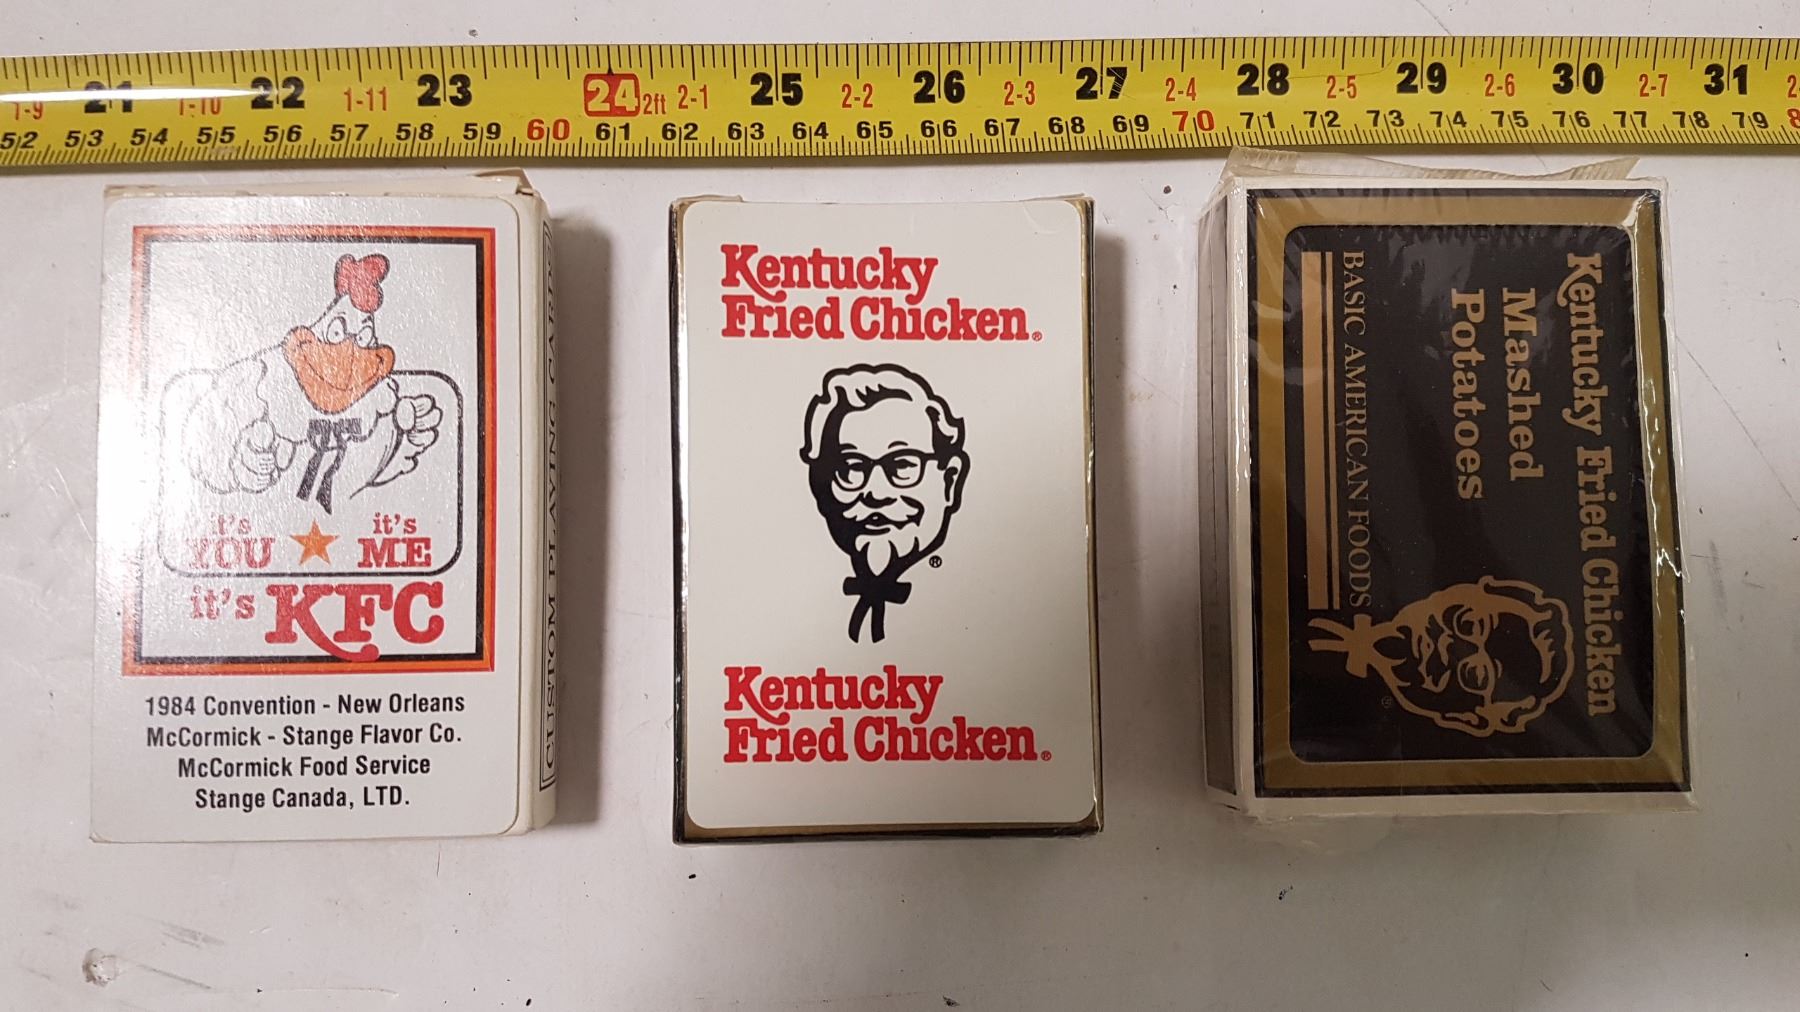 21 22 23 24 2ft 25 26 27 28 29 30 31
1-9 1-10 1-11 2-1 2-2 2-3 2-4 2-5 2-6 2-7 2-
52 53 54 55 56 57 58 59 60 61 62 63 64 65 66 67 68 69 70 71 72 73 74 75 76 77 78 79 8
it's YOU it's ME
it's KFC
1984 Convention - New Orleans
McCormick - Stange Flavor Co.
McCormick Food Service
Stange Canada, LTD.
CUSTOM PLAYING CARDS
Kentucky
Fried Chicken®
®
Kentucky
Fried Chicken®
Kentucky Fried Chicken
Mashed
Potatoes
BASIC AMERICAN FOODS
®